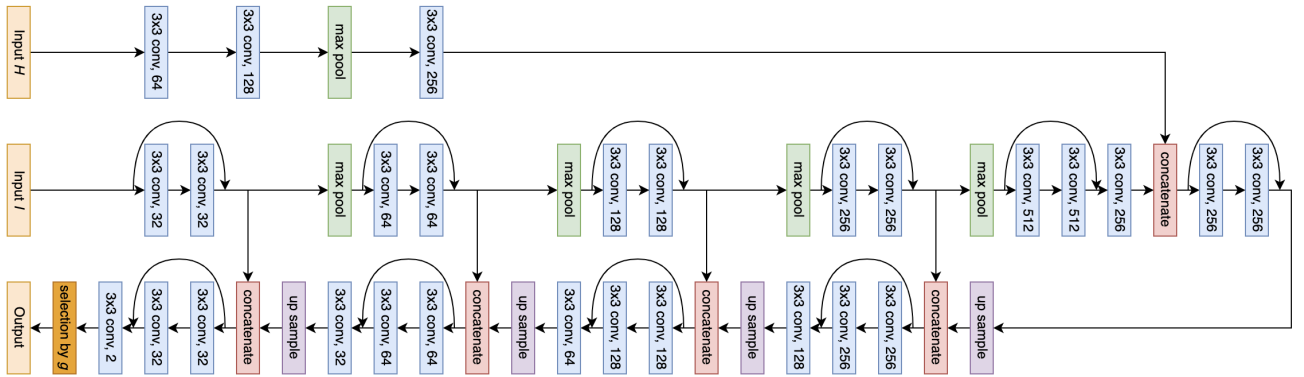 Input H
3x3 conv, 64
3x3 conv, 128
max pool
3x3 conv, 256
Input I
3x3 conv, 32
3x3 conv, 32
max pool
3x3 conv, 64
3x3 conv, 64
max pool
3x3 conv, 128
3x3 conv, 128
max pool
3x3 conv, 256
3x3 conv, 256
max pool
3x3 conv, 512
3x3 conv, 512
3x3 conv, 256
concatenate
3x3 conv, 256
3x3 conv, 256
Output
selection by g
3x3 conv, 2
3x3 conv, 32
3x3 conv, 32
concatenate
up sample
3x3 conv, 32
3x3 conv, 64
3x3 conv, 64
concatenate
up sample
3x3 conv, 64
3x3 conv, 128
3x3 conv, 128
concatenate
up sample
3x3 conv, 128
3x3 conv, 256
3x3 conv, 256
concatenate
up sample